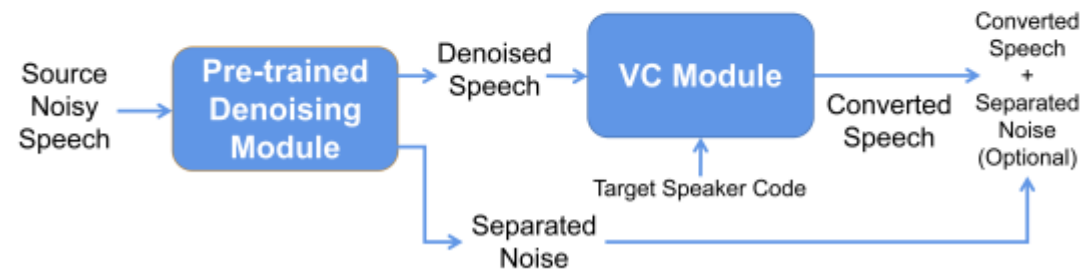 Source
Noisy
Speech
Pre-trained
Denoising
Module
Denoised
Speech
VC Module
Target Speaker Code
Converted
Speech
Separated
Noise
Converted
Speech
+
Separated
Noise
(Optional)